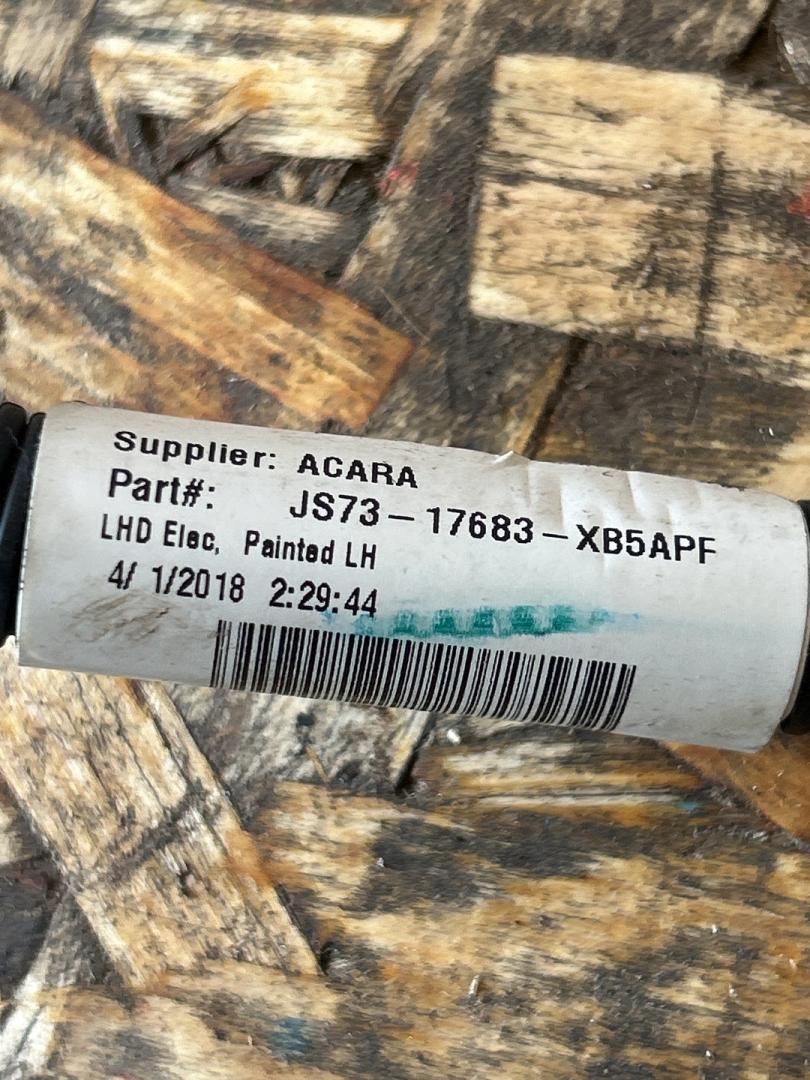 Supplier: ACARA
Part#: JS73-17683-XB5APF
LHD Elec, Painted LH
4/ 1/2018 2:29:44